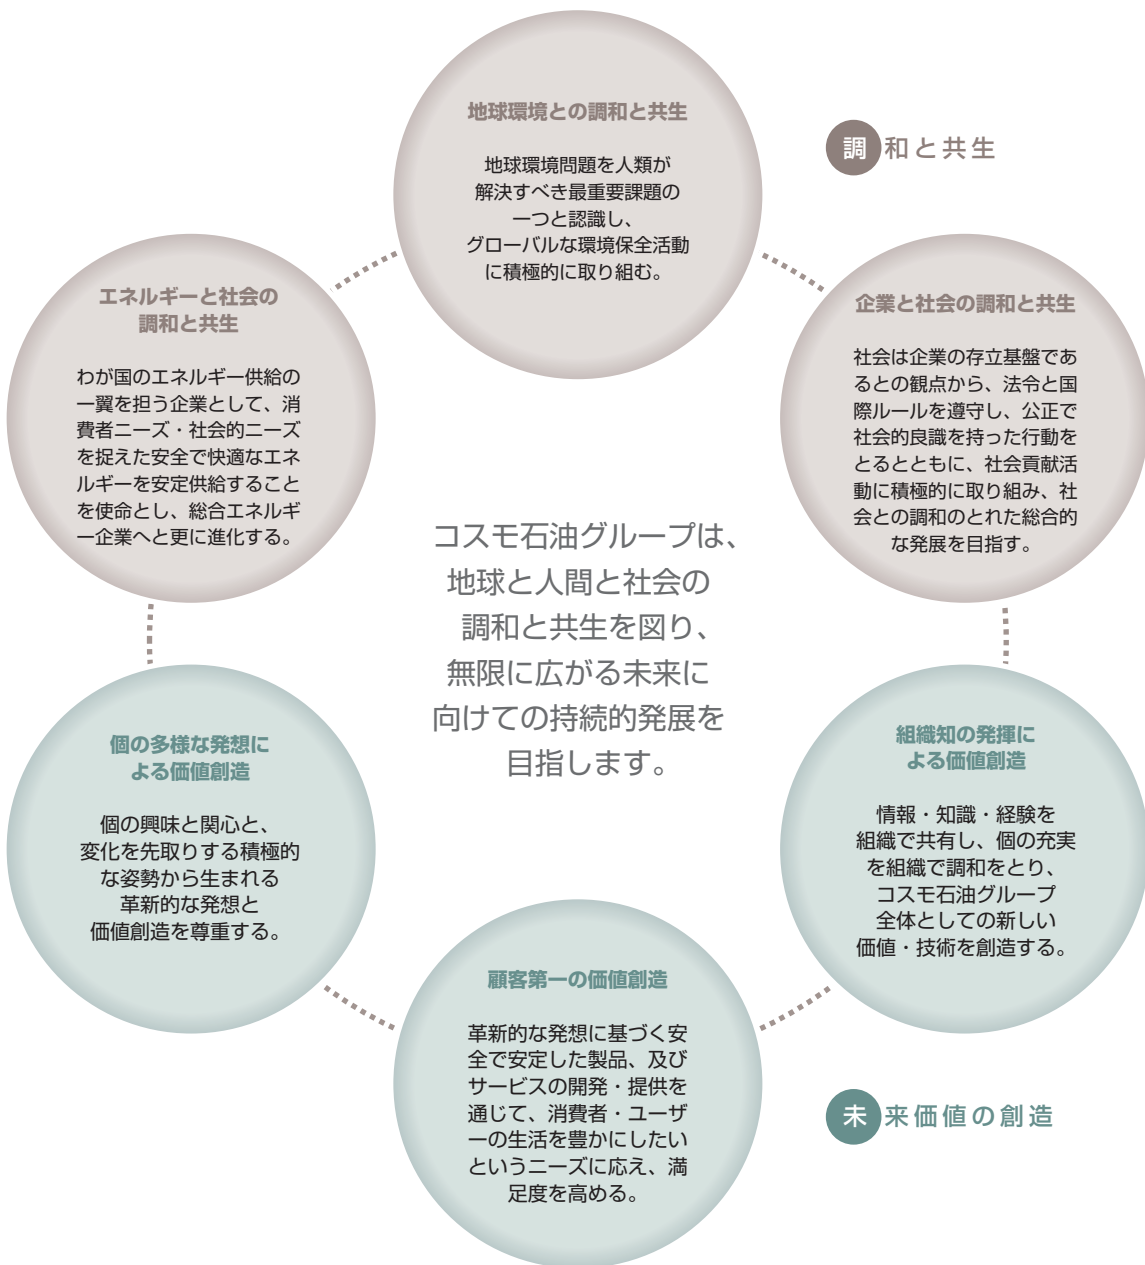 地球環境との調和と共生
地球環境問題を人類が
解決すべき最重要課題の
一つと認識し、
グローバルな環境保全活動
に積極的に取り組む。
調和と共生
エネルギーと社会の
調和と共生
わが国のエネルギー供給の
一翼を担う企業として、消
費者ニーズ・社会的ニーズ
を捉えた安全で快適なエネ
ルギーを安定供給すること
を使命とし、総合エネルギ
ー企業へと更に進化する。
企業と社会の調和と共生
社会は企業の存立基盤であ
るとの観点から、法令と国
際ルールを遵守し、公正で
社会的良識を持った行動を
とるとともに、社会貢献活
動に積極的に取り組み、社
会との調和のとれた総合的
な発展を目指す。
コスモ石油グループは、
地球と人間と社会の
調和と共生を図り、
無限に広がる未来に
向けての持続的発展を
目指します。
個の多様な発想に
よる価値創造
個の興味と関心と、
変化を先取りする積極的
な姿勢から生まれる
革新的な発想と
価値創造を尊重する。
組織知の発揮に
よる価値創造
情報・知識・経験を
組織で共有し、個の充実
を組織で調和をとり、
コスモ石油グループ
全体としての新しい
価値・技術を創造する。
顧客第一の価値創造
革新的な発想に基づく安
全で安定した製品、及び
サービスの開発・提供を
通じて、消費者・ユーザ
ーの生活を豊かにしたい
というニーズに応え、満
足度を高める。
未来価値の創造